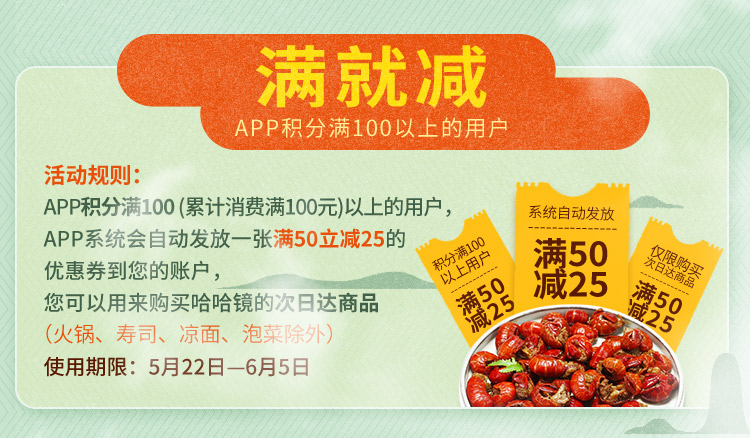 满就减
APP积分满100以上的用户
活动规则：
APP积分满100 (累计消费满100元)以上的用户，
APP系统会自动发放一张满50立减25的
优惠券到您的账户，
您可以用来购买哈哈镜的次日达商品
（火锅、寿司、凉面、泡菜除外）
使用期限：5月22日—6月5日
积分满100
以上用户
满50
减25
系统自动发放
满50
减25
仅限购买
次日达商品
满50
减25